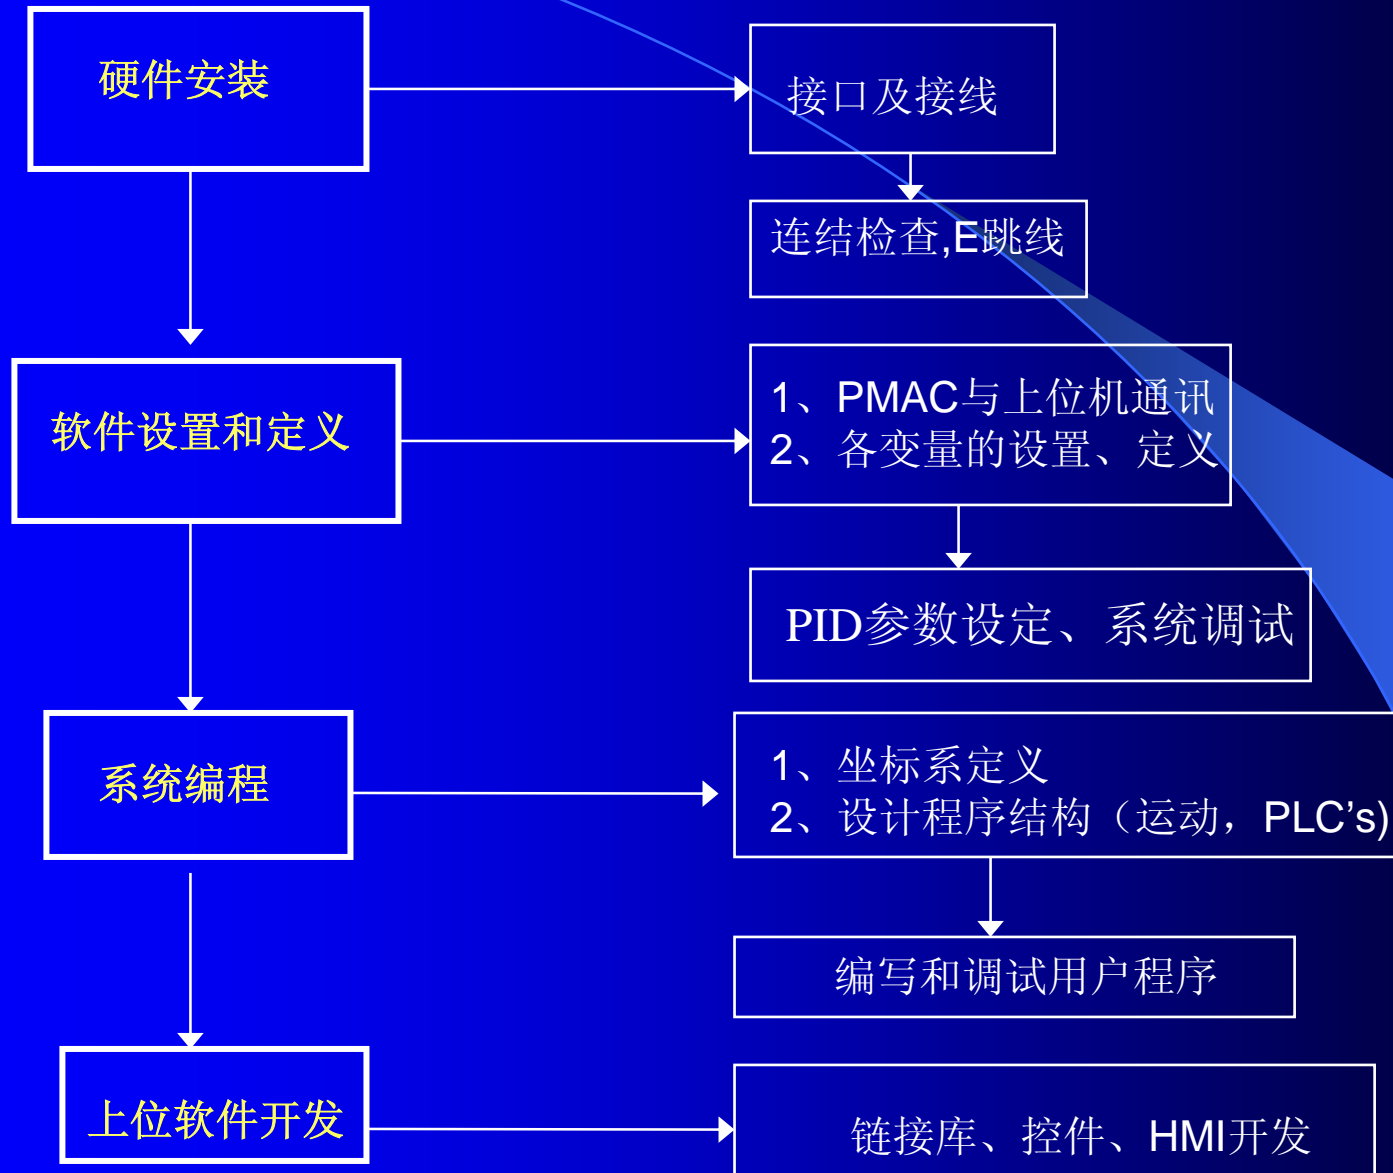 硬件安装
接口及接线
连结检查,E跳线
软件设置和定义
1、PMAC与上位机通讯
2、各变量的设置、定义
PID参数设定、系统调试
系统编程
1、坐标系定义
2、设计程序结构（运动，PLC’s)
编写和调试用户程序
上位软件开发
链接库、控件、HMI开发